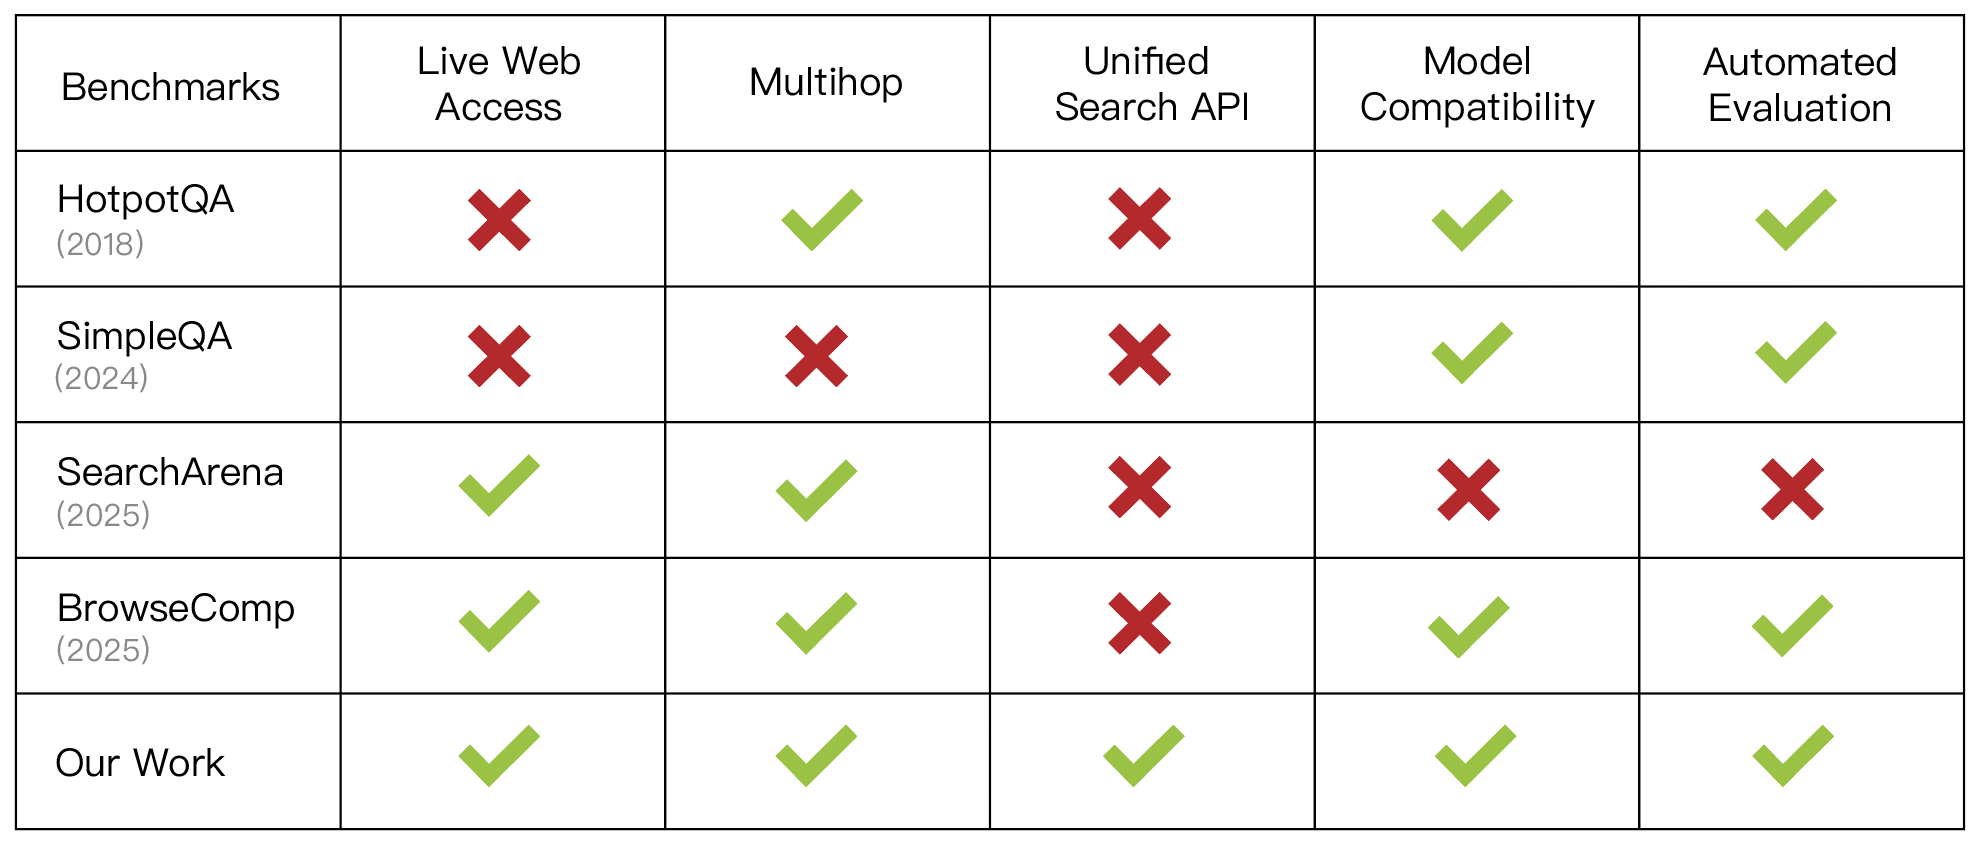 Benchmarks
Live Web
Access
Multihop
Unified
Search API
Model
Compatibility
Automated
Evaluation
HotpotQA
(2018)
SimpleQA
(2024)
SearchArena
(2025)
BrowseComp
(2025)
Our Work